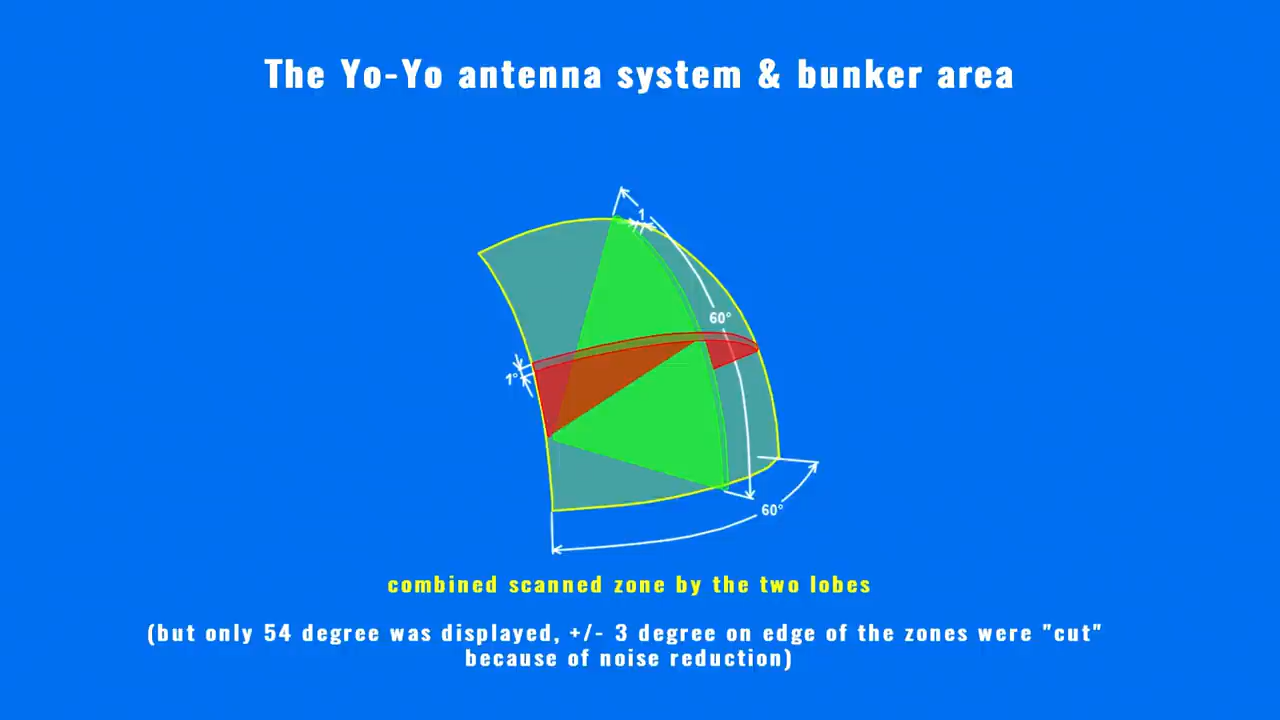 The Yo-Yo antenna system & bunker area
1
60°
1°
60°
combined scanned zone by the two lobes
(but only 54 degree was displayed, +/- 3 degree on edge of the zones were "cut"
because of noise reduction)